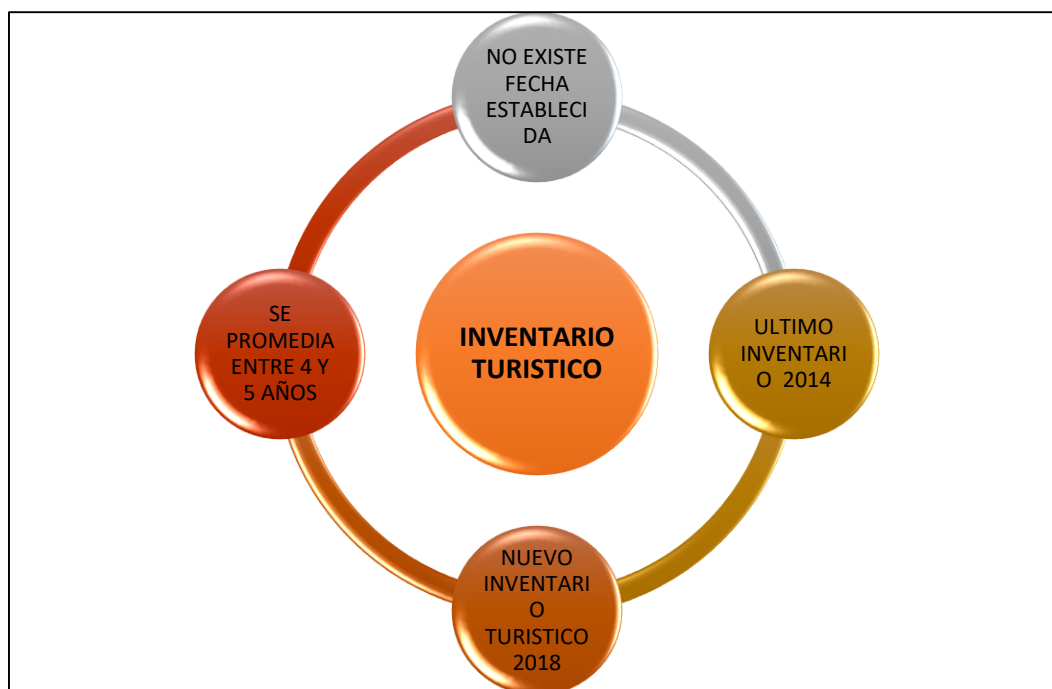 NO EXISTE
FECHA
ESTABLECI
DA
INVENTARIO
TURISTICO
ULTIMO
INVENTARI
O 2014
NUEVO
INVENTARI
O
TURISTICO
2018
SE
PROMEDIA
ENTRE 4 Y
5 AÑOS